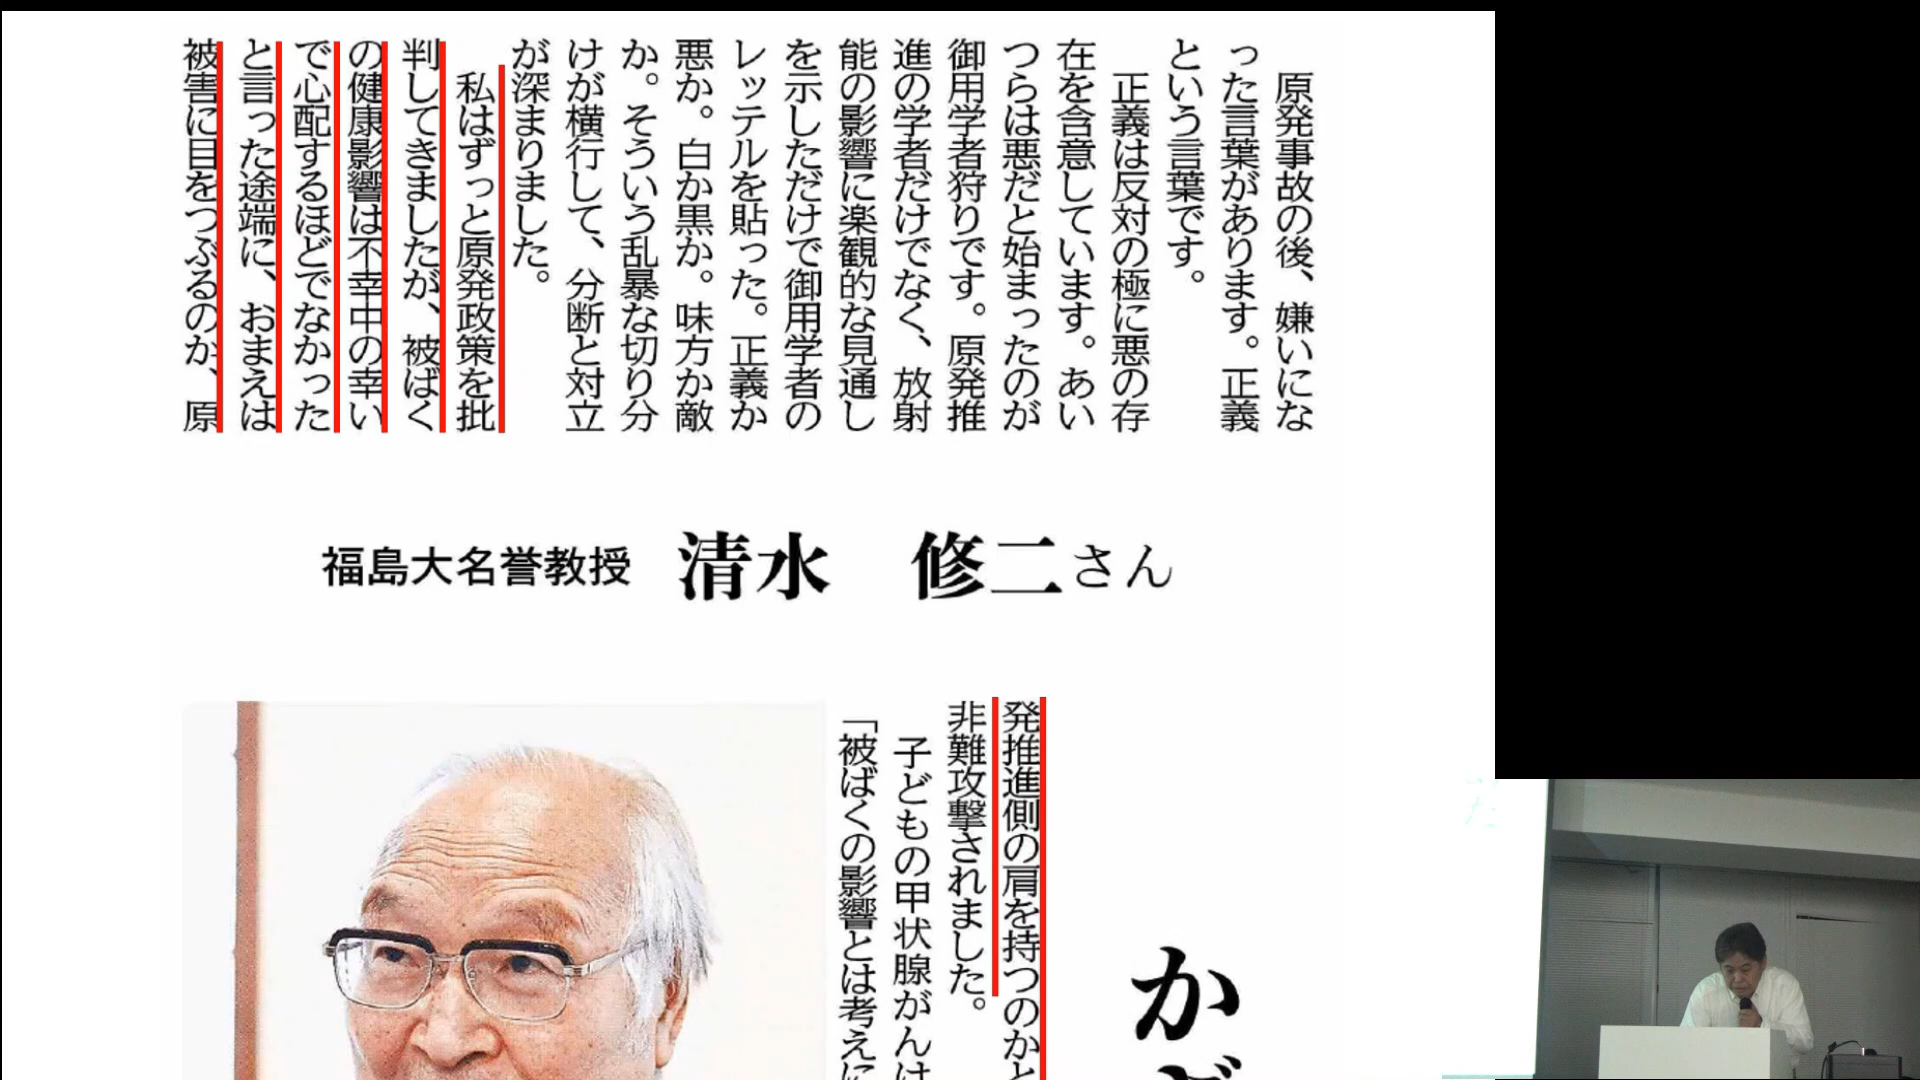 原発事故の後、嫌いにな
った言葉があります。正義
という言葉です。
正義は反対の極に悪の存
在を含意しています。あい
つらは悪だと始まったのが
御用学者狩りです。原発推
進の学者だけでなく、放射
能の影響に楽観的な見通し
を示しただけで御用学者の
レッテルを貼った。正義か
悪か。白か黒か。味方か敵
か。そういう乱暴な切り分
けが横行して、分断と対立
が深まりました。
私はずっと原発政策を批
判してきましたが、被ばく
の健康影響は不幸中の幸い
で心配するほどでなかった
と言った途端に、おまえは
被害に目をつぶるのか、原
福島大名誉教授 清水 修二さん
かぎ
発推進側の肩を持つのかと
非難攻撃されました。
子どもの甲状腺がんは
「被ばくの影響とは考えに